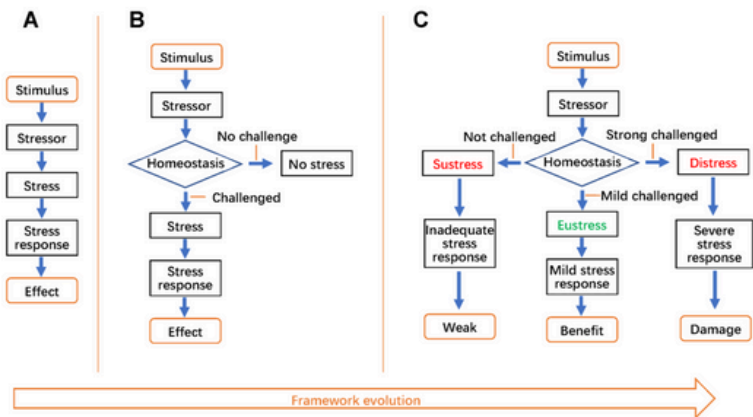 A
Stimulus
Stressor
Stress
Stress
response
Effect
B
Stimulus
Stressor
No challenge
Homeostasis
No stress
Challenged
Stress
Stress
response
Effect
C
Stimulus
Stressor
Not challenged
Strong challenged
Sustress
Homeostasis
Distress
Mild challenged
Inadequate
stress
response
Eustress
Severe
stress
response
Mild stress
response
Weak
Benefit
Damage
Framework evolution